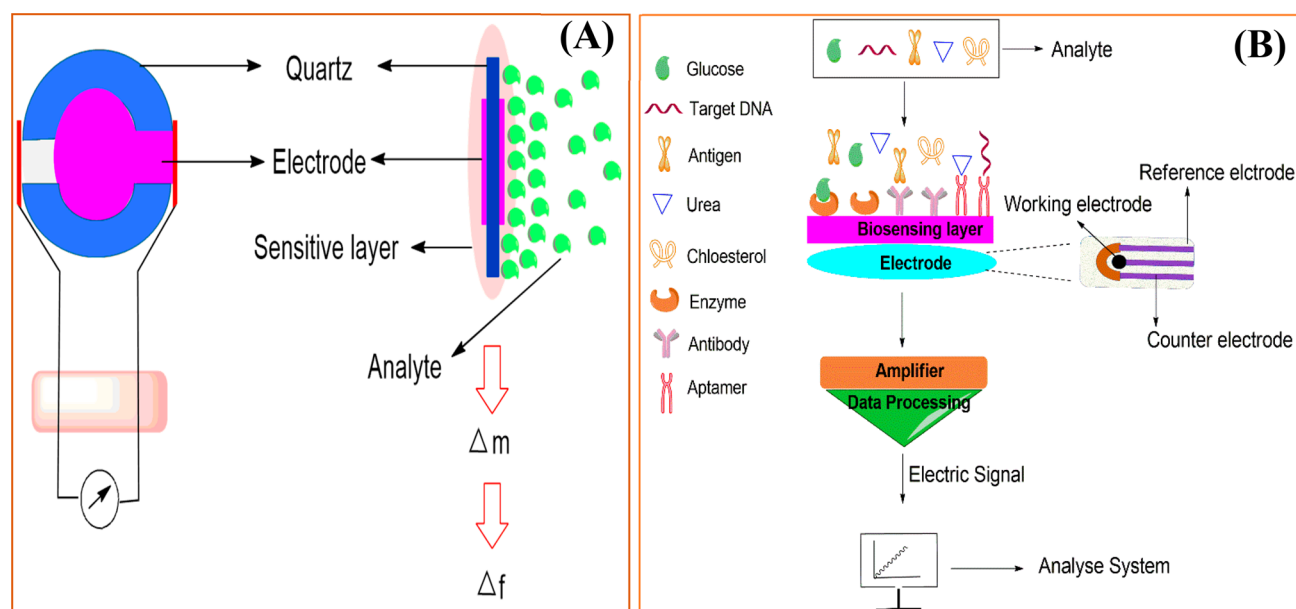 (A)
Quartz
Electrode
Sensitive layer
Analyte
Δm
Δf
(B)
Analyte
Glucose
Target DNA
Antigen
Urea
Chloesterol
Enzyme
Antibody
Aptamer
Biosensing layer
Electrode
Reference elctrode
Working electrode
Counter electrode
Amplifier
Data Processing
Electric Signal
Analyse System